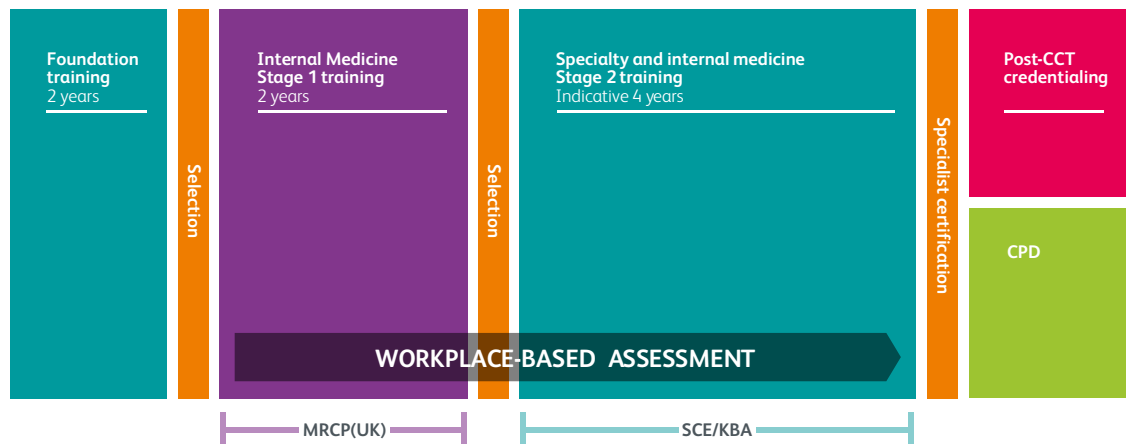 Foundation
training
2 years
Selection
Internal Medicine
Stage 1 training
2 years
Selection
Specialty and internal medicine
Stage 2 training
Indicative 4 years
Specialist certification
Post-CCT
credentialing
CPD
WORKPLACE-BASED ASSESSMENT
MRCP(UK)
SCE/KBA